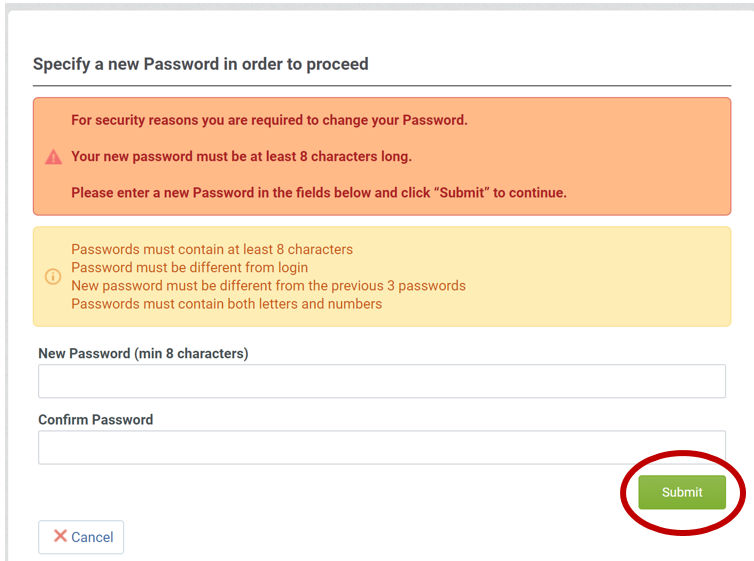 Specify a new Password in order to proceed
For security reasons you are required to change your Password.
Your new password must be at least 8 characters long.
Please enter a new Password in the fields below and click “Submit” to continue.
Passwords must contain at least 8 characters
Password must be different from login
New password must be different from the previous 3 passwords
Passwords must contain both letters and numbers
New Password (min 8 characters)
Confirm Password
Submit
Cancel